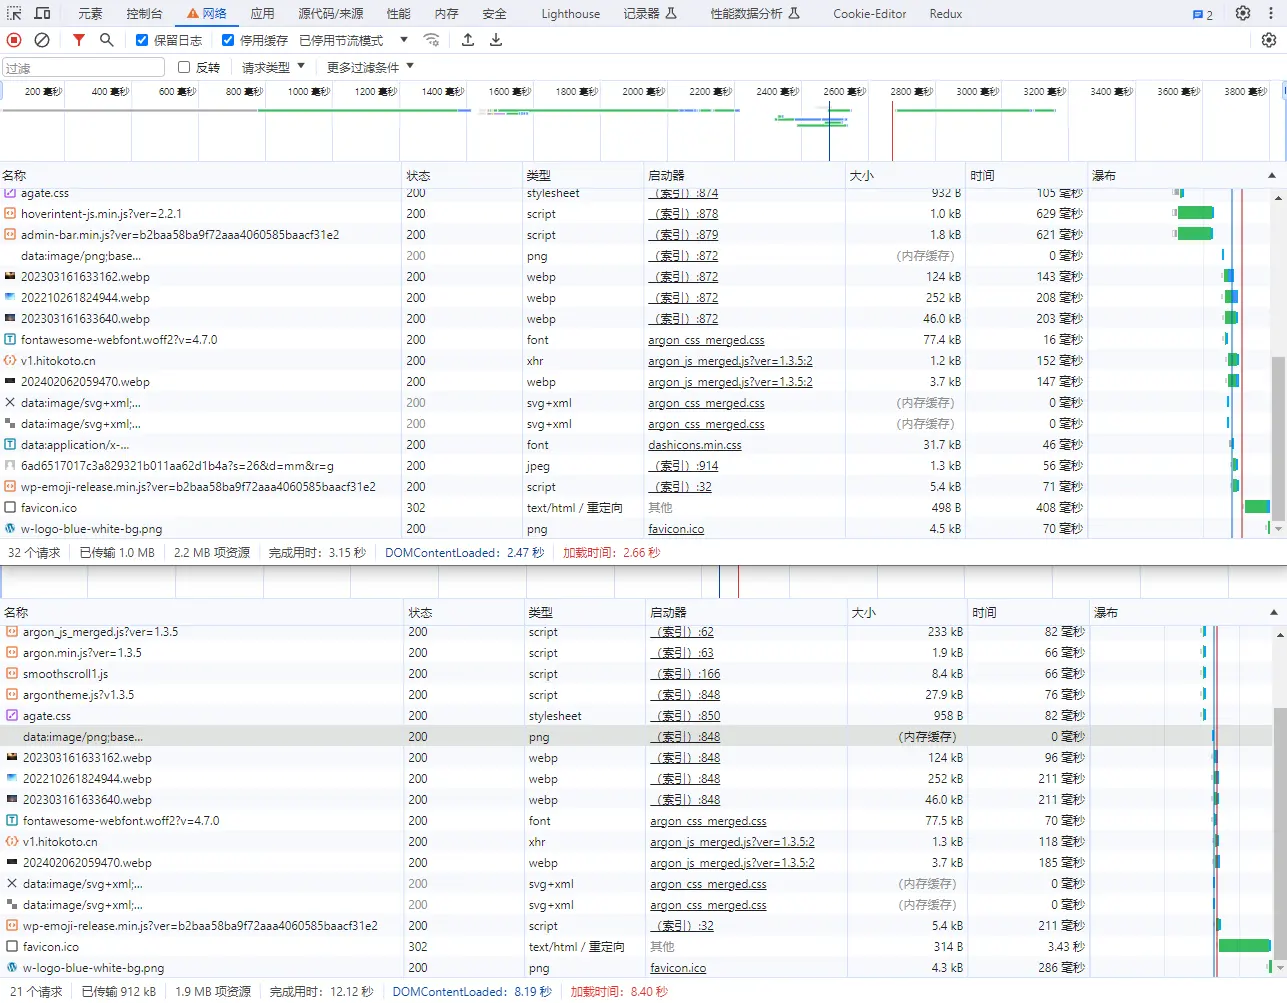 元素 控制台 网络 应用 源代码/来源 性能 内存 安全 Lighthouse 记录器 性能数据分析 Cookie-Editor Redux 2
保留日志 停用缓存 已停用节流模式
过滤 反转 请求类型 更多过滤条件
200 毫秒 400 毫秒 600 毫秒 800 毫秒 1000 毫秒 1200 毫秒 1400 毫秒 1600 毫秒 1800 毫秒 2000 毫秒 2200 毫秒 2400 毫秒 2600 毫秒 2800 毫秒 3000 毫秒 3200 毫秒 3400 毫秒 3600 毫秒 3800 毫秒
名称 状态 类型 启动器 大小 时间 瀑布
agate.css 200 stylesheet （索引）:874 932 B 105 毫秒
hoverintent-js.min.js?ver=2.2.1 200 script （索引）:878 1.0 kB 629 毫秒
admin-bar.min.js?ver=b2baa58ba9f72aaa4060585baacf31e2 200 script （索引）:879 1.8 kB 621 毫秒
data:image/png;base... 200 png （索引）:872 (内存缓存) 0 毫秒
202303161633162.webp 200 webp （索引）:872 124 kB 143 毫秒
202210261824944.webp 200 webp （索引）:872 252 kB 208 毫秒
202303161633640.webp 200 webp （索引）:872 46.0 kB 203 毫秒
fontawesome-webfont.woff2?v=4.7.0 200 font argon_css_merged.css 77.4 kB 16 毫秒
v1.hitokoto.cn 200 xhr argon_js_merged.js?ver=1.3.5:2 1.2 kB 152 毫秒
202402062059470.webp 200 webp argon_js_merged.js?ver=1.3.5:2 3.7 kB 147 毫秒
data:image/svg+xml;... 200 svg+xml argon_css_merged.css (内存缓存) 0 毫秒
data:image/svg+xml;... 200 svg+xml argon_css_merged.css (内存缓存) 0 毫秒
data:application/x-... 200 font dashicons.min.css 31.7 kB 46 毫秒
6ad6517017c3a829321b011aa62d1b4a?s=26&d=mm&r=g 200 jpeg （索引）:914 1.3 kB 56 毫秒
wp-emoji-release.min.js?ver=b2baa58ba9f72aaa4060585baacf31e2 200 script （索引）:32 5.4 kB 71 毫秒
favicon.ico 302 text/html / 重定向 其他 498 B 408 毫秒
w-logo-blue-white-bg.png 200 png favicon.ico 4.5 kB 70 毫秒
32 个请求 已传输 1.0 MB 2.2 MB 项资源 完成用时：3.15 秒 DOMContentLoaded：2.47 秒 加载时间：2.66 秒
名称 状态 类型 启动器 大小 时间 瀑布
argon_js_merged.js?ver=1.3.5 200 script （索引）:62 233 kB 82 毫秒
argon.min.js?ver=1.3.5 200 script （索引）:63 1.9 kB 66 毫秒
smoothscroll1.js 200 script （索引）:166 8.4 kB 66 毫秒
argontheme.js?v1.3.5 200 script （索引）:848 27.9 kB 76 毫秒
agate.css 200 stylesheet （索引）:850 958 B 82 毫秒
data:image/png;base... 200 png （索引）:848 (内存缓存) 0 毫秒
202303161633162.webp 200 webp （索引）:848 124 kB 96 毫秒
202210261824944.webp 200 webp （索引）:848 252 kB 211 毫秒
202303161633640.webp 200 webp （索引）:848 46.0 kB 211 毫秒
fontawesome-webfont.woff2?v=4.7.0 200 font argon_css_merged.css 77.5 kB 70 毫秒
v1.hitokoto.cn 200 xhr argon_js_merged.js?ver=1.3.5:2 1.3 kB 118 毫秒
202402062059470.webp 200 webp argon_js_merged.js?ver=1.3.5:2 3.7 kB 185 毫秒
data:image/svg+xml;... 200 svg+xml argon_css_merged.css (内存缓存) 0 毫秒
data:image/svg+xml;... 200 svg+xml argon_css_merged.css (内存缓存) 0 毫秒
wp-emoji-release.min.js?ver=b2baa58ba9f72aaa4060585baacf31e2 200 script （索引）:32 5.4 kB 211 毫秒
favicon.ico 302 text/html / 重定向 其他 314 B 3.43 秒
w-logo-blue-white-bg.png 200 png favicon.ico 4.3 kB 286 毫秒
21 个请求 已传输 912 kB 1.9 MB 项资源 完成用时：12.12 秒 DOMContentLoaded：8.19 秒 加载时间：8.40 秒